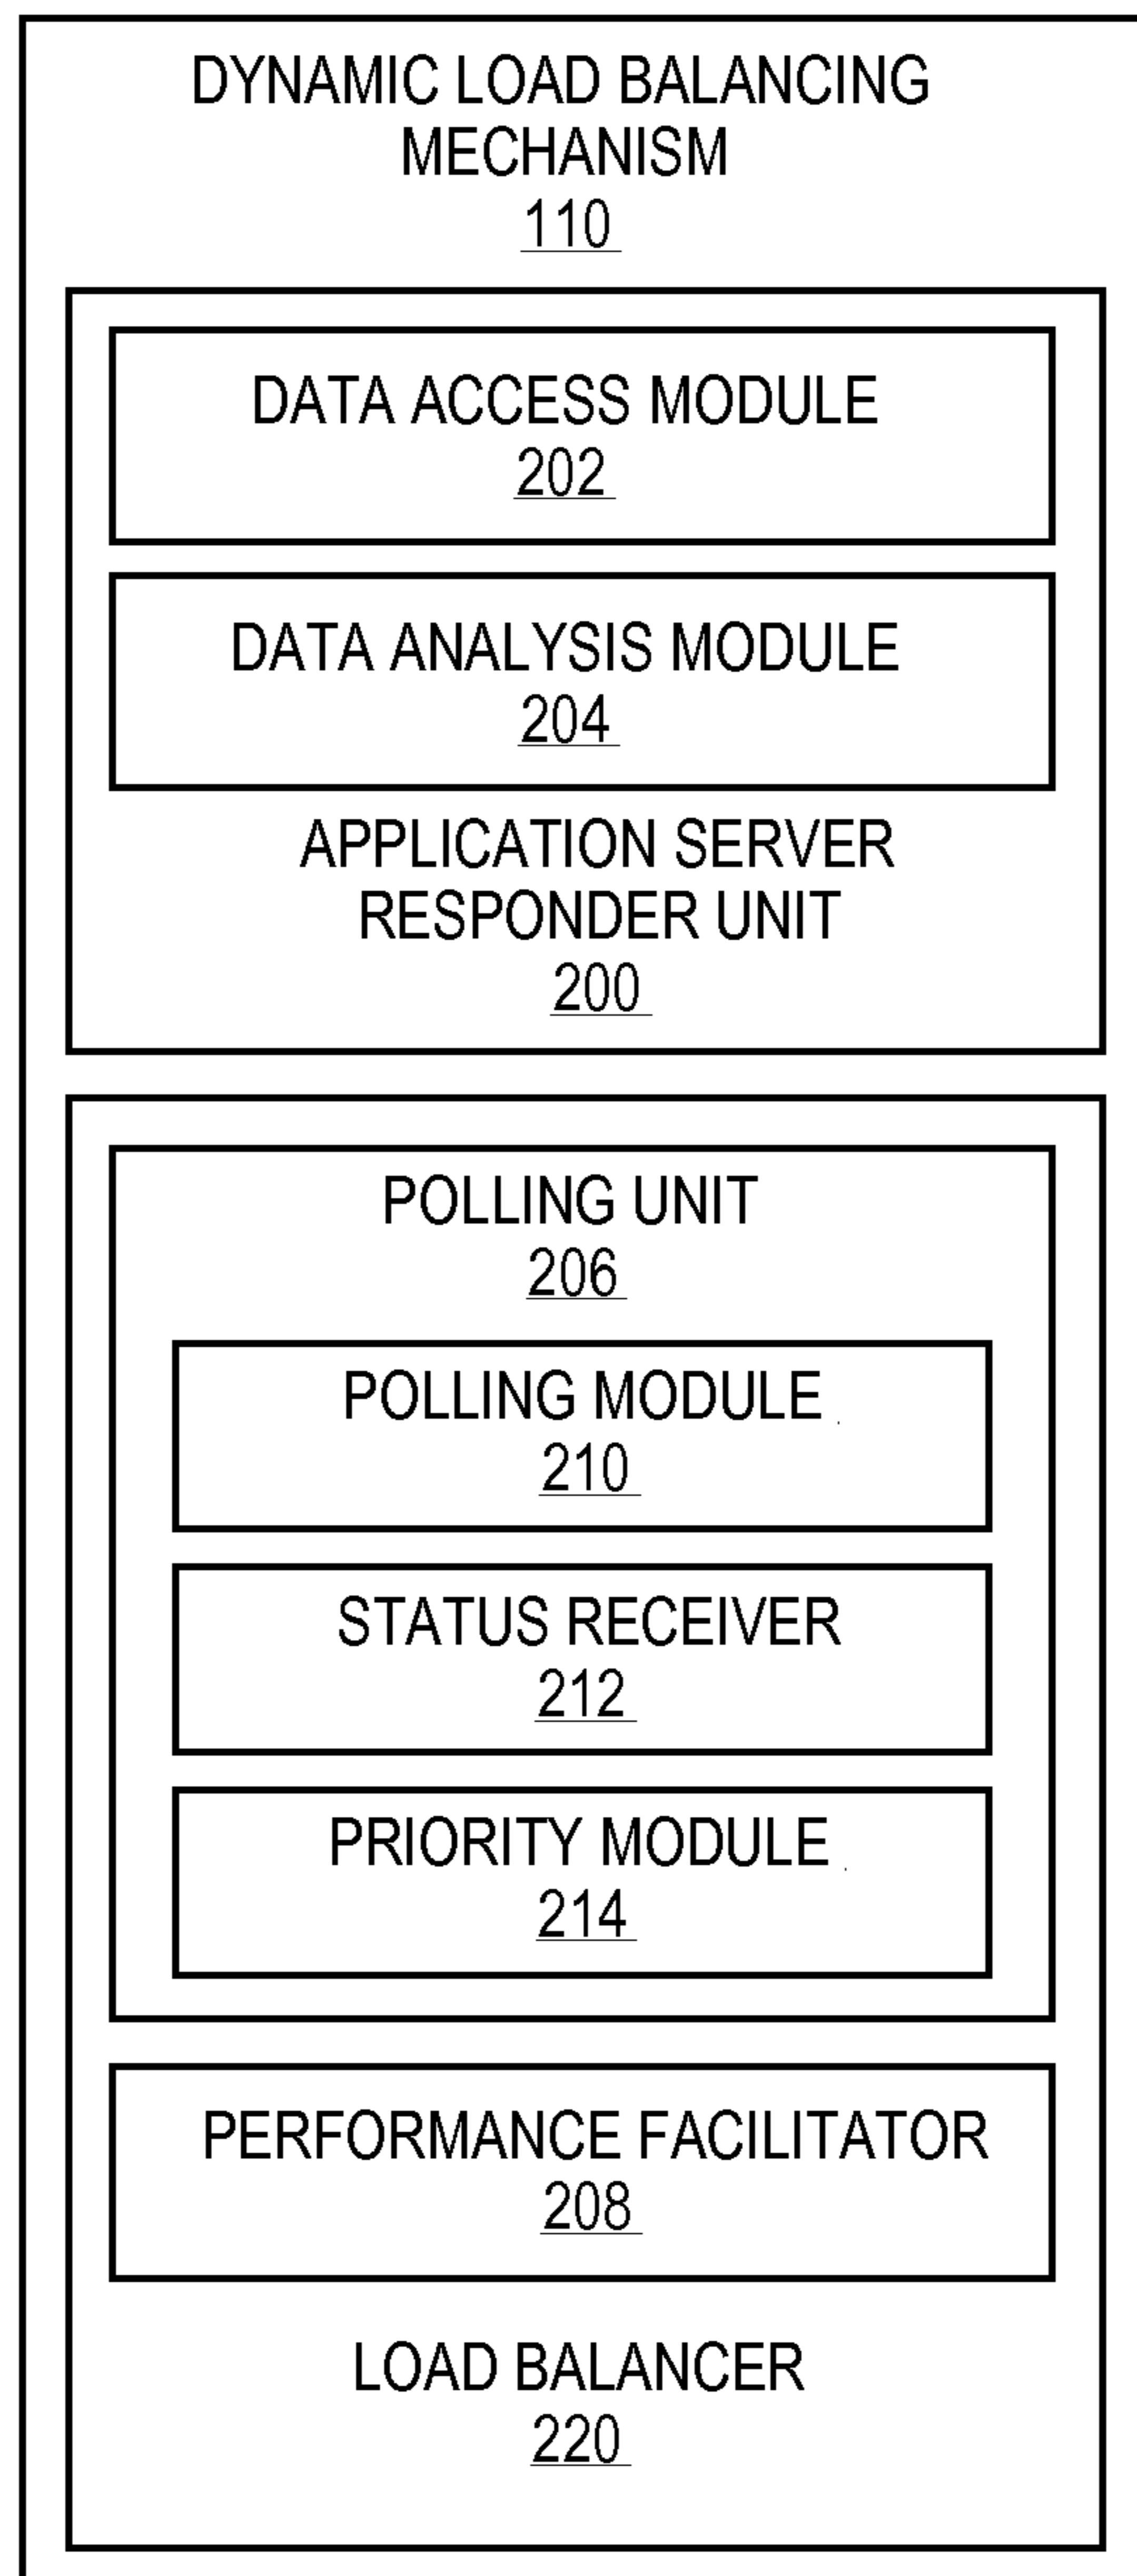 DYNAMIC LOAD BALANCING
MECHANISM
110
DATA ACCESS MODULE
202
DATA ANALYSIS MODULE
204
APPLICATION SERVER
RESPONDER UNIT
200
POLLING UNIT
206
POLLING MODULE
210
STATUS RECEIVER
212
PRIORITY MODULE
214
PERFORMANCE FACILITATOR
208
LOAD BALANCER
220